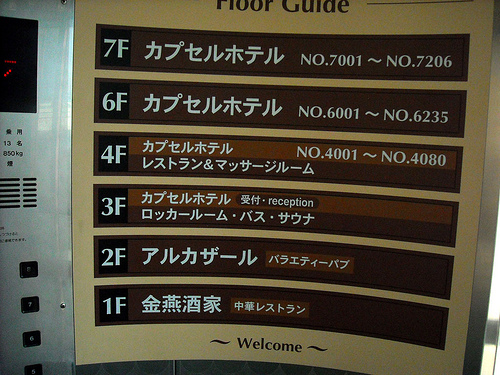 Floor Guide
7F カプセルホテル NO.7001 〜 NO.7206
6F カプセルホテル NO.6001 〜 NO.6235
4F カプセルホテル NO.4001 〜 NO.4080
レストラン&マッサージルーム
3F カプセルホテル 受付・reception
ロッカールーム・バス・サウナ
2F アルカザール バラエティーパブ
1F 金燕酒家 中華レストラン
〜 Welcome 〜
乗用
13 名
850kg
7
6
5